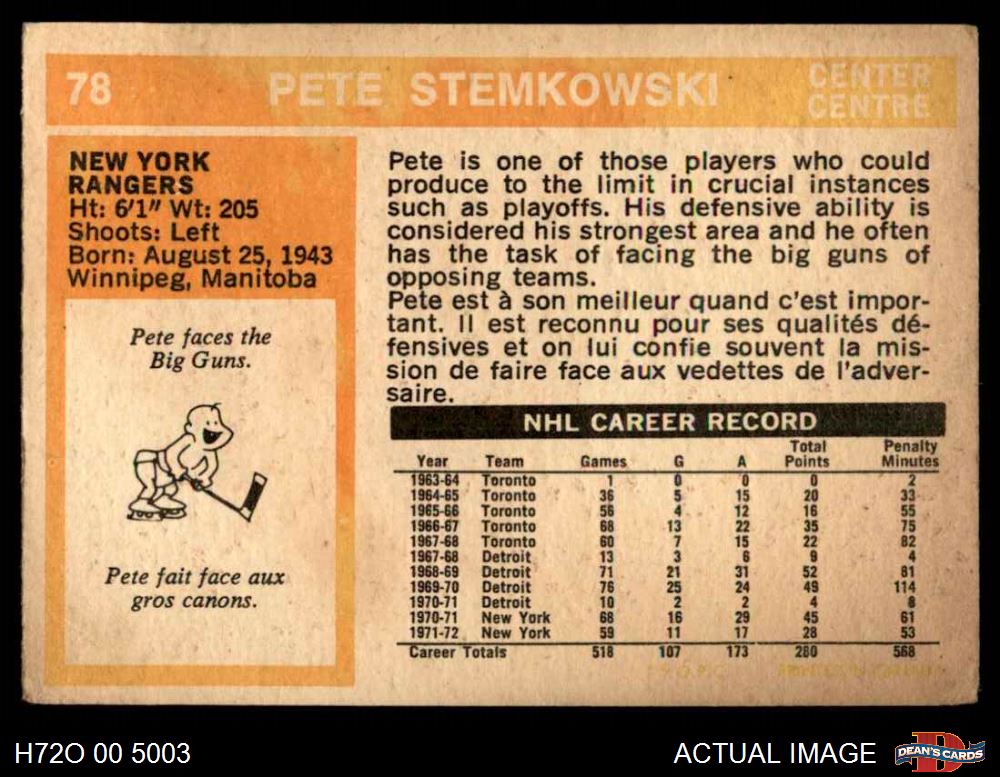 78 PETE STEMKOWSKI CENTER
CENTRE
NEW YORK
RANGERS
Ht: 6'1" Wt: 205
Shoots: Left
Born: August 25, 1943
Winnipeg, Manitoba
Pete faces the
Big Guns.
Pete fait face aux
gros canons.
Pete is one of those players who could
produce to the limit in crucial instances
such as playoffs. His defensive ability is
considered his strongest area and he often
has the task of facing the big guns of
opposing teams.
Pete est à son meilleur quand c'est impor-
tant. Il est reconnu pour ses qualités dé-
fensives et on lui confie souvent la mis-
sion de faire face aux vedettes de l'adver-
saire.
NHL CAREER RECORD
Total Penalty
Year Team Games G A Points Minutes
1963-64 Toronto 1 0 0 0 2
1964-65 Toronto 36 5 15 20 33
1965-66 Toronto 56 4 12 16 55
1966-67 Toronto 68 13 22 35 75
1967-68 Toronto 60 7 15 22 82
1967-68 Detroit 13 3 6 9 4
1968-69 Detroit 71 21 31 52 81
1969-70 Detroit 76 25 24 49 114
1970-71 Detroit 10 2 2 4 8
1970-71 New York 68 16 29 45 61
1971-72 New York 59 11 17 28 53
Career Totals 518 107 173 280 568
H72O 00 5003
ACTUAL IMAGE
DEAN'S CARDS